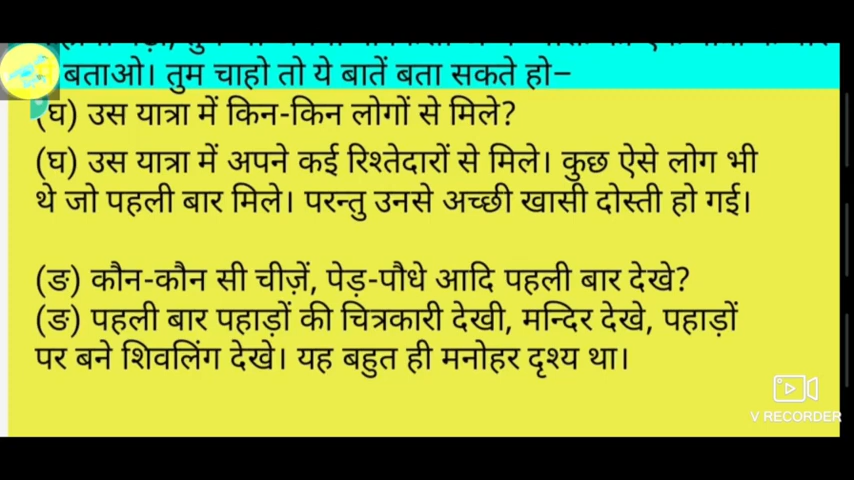 बताओ। तुम चाहो तो ये बातें बता सकते हो–
(घ) उस यात्रा में किन-किन लोगों से मिले?
(घ) उस यात्रा में अपने कई रिश्तेदारों से मिले। कुछ ऐसे लोग भी
थे जो पहली बार मिले। परन्तु उनसे अच्छी खासी दोस्ती हो गई।
(ङ) कौन-कौन सी चीज़ें, पेड़-पौधे आदि पहली बार देखे?
(ङ) पहली बार पहाड़ों की चित्रकारी देखी, मन्दिर देखे, पहाड़ों
पर बने शिवलिंग देखे। यह बहुत ही मनोहर दृश्य था।
V RECORDER